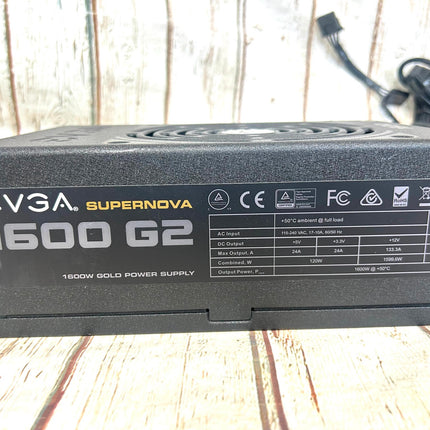 EVGA. SUPERNOVA
1600 G2
1600W GOLD POWER SUPPLY
FC
+50°C ambient @ full load
AC Input 110-240 VAC, 17-10A, 60/50 Hz
DC Output +5V +3.3V +12V
Max Output, A 24A 24A 133.3A
Combined, W 120W 1599.6W
Output Power, P 1600W @ +50°C